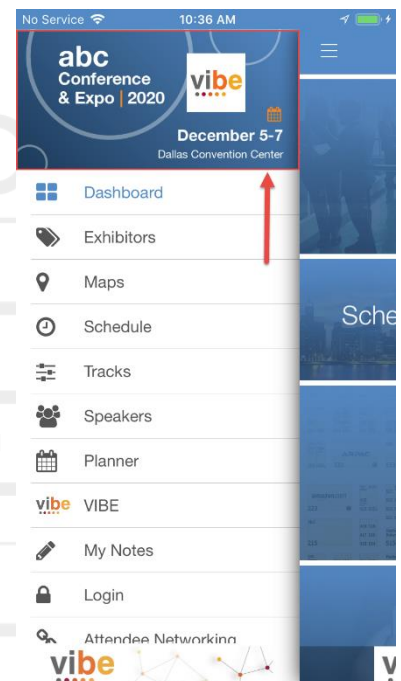 No Service 10:36 AM
abc
Conference
& Expo | 2020
vibe
December 5-7
Dallas Convention Center
Dashboard
Exhibitors
Maps
Schedule
Sche
Tracks
Speakers
Planner
vibe VIBE
My Notes
Login
Attendee Networking
vibe
v